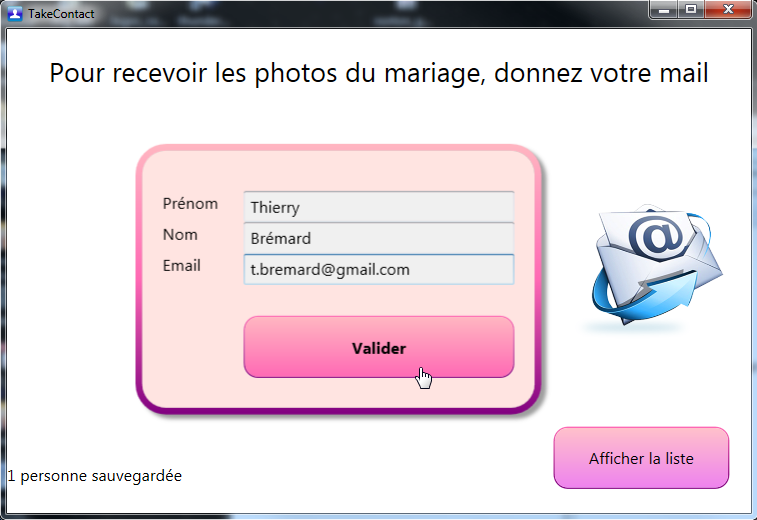 TakeContact
Pour recevoir les photos du mariage, donnez votre mail
Prénom Thierry
Nom Brémard
Email t.bremard@gmail.com
@
Valider
Afficher la liste
1 personne sauvegardée